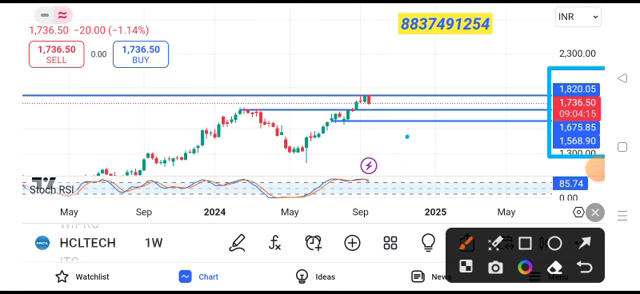 8837491254
INR
1,736.50 −20.00 (−1.14%)
1,736.50
SELL
0.00
1,736.50
BUY
2,300.00
1,820.05
1,736.50
09:04:15
1,675.85
1,568.90
1300.00
Stoch RSI
85.74
0.00
May Sep 2024 May Sep 2025 May
HCLTECH 1W
Watchlist Chart Ideas News Menu